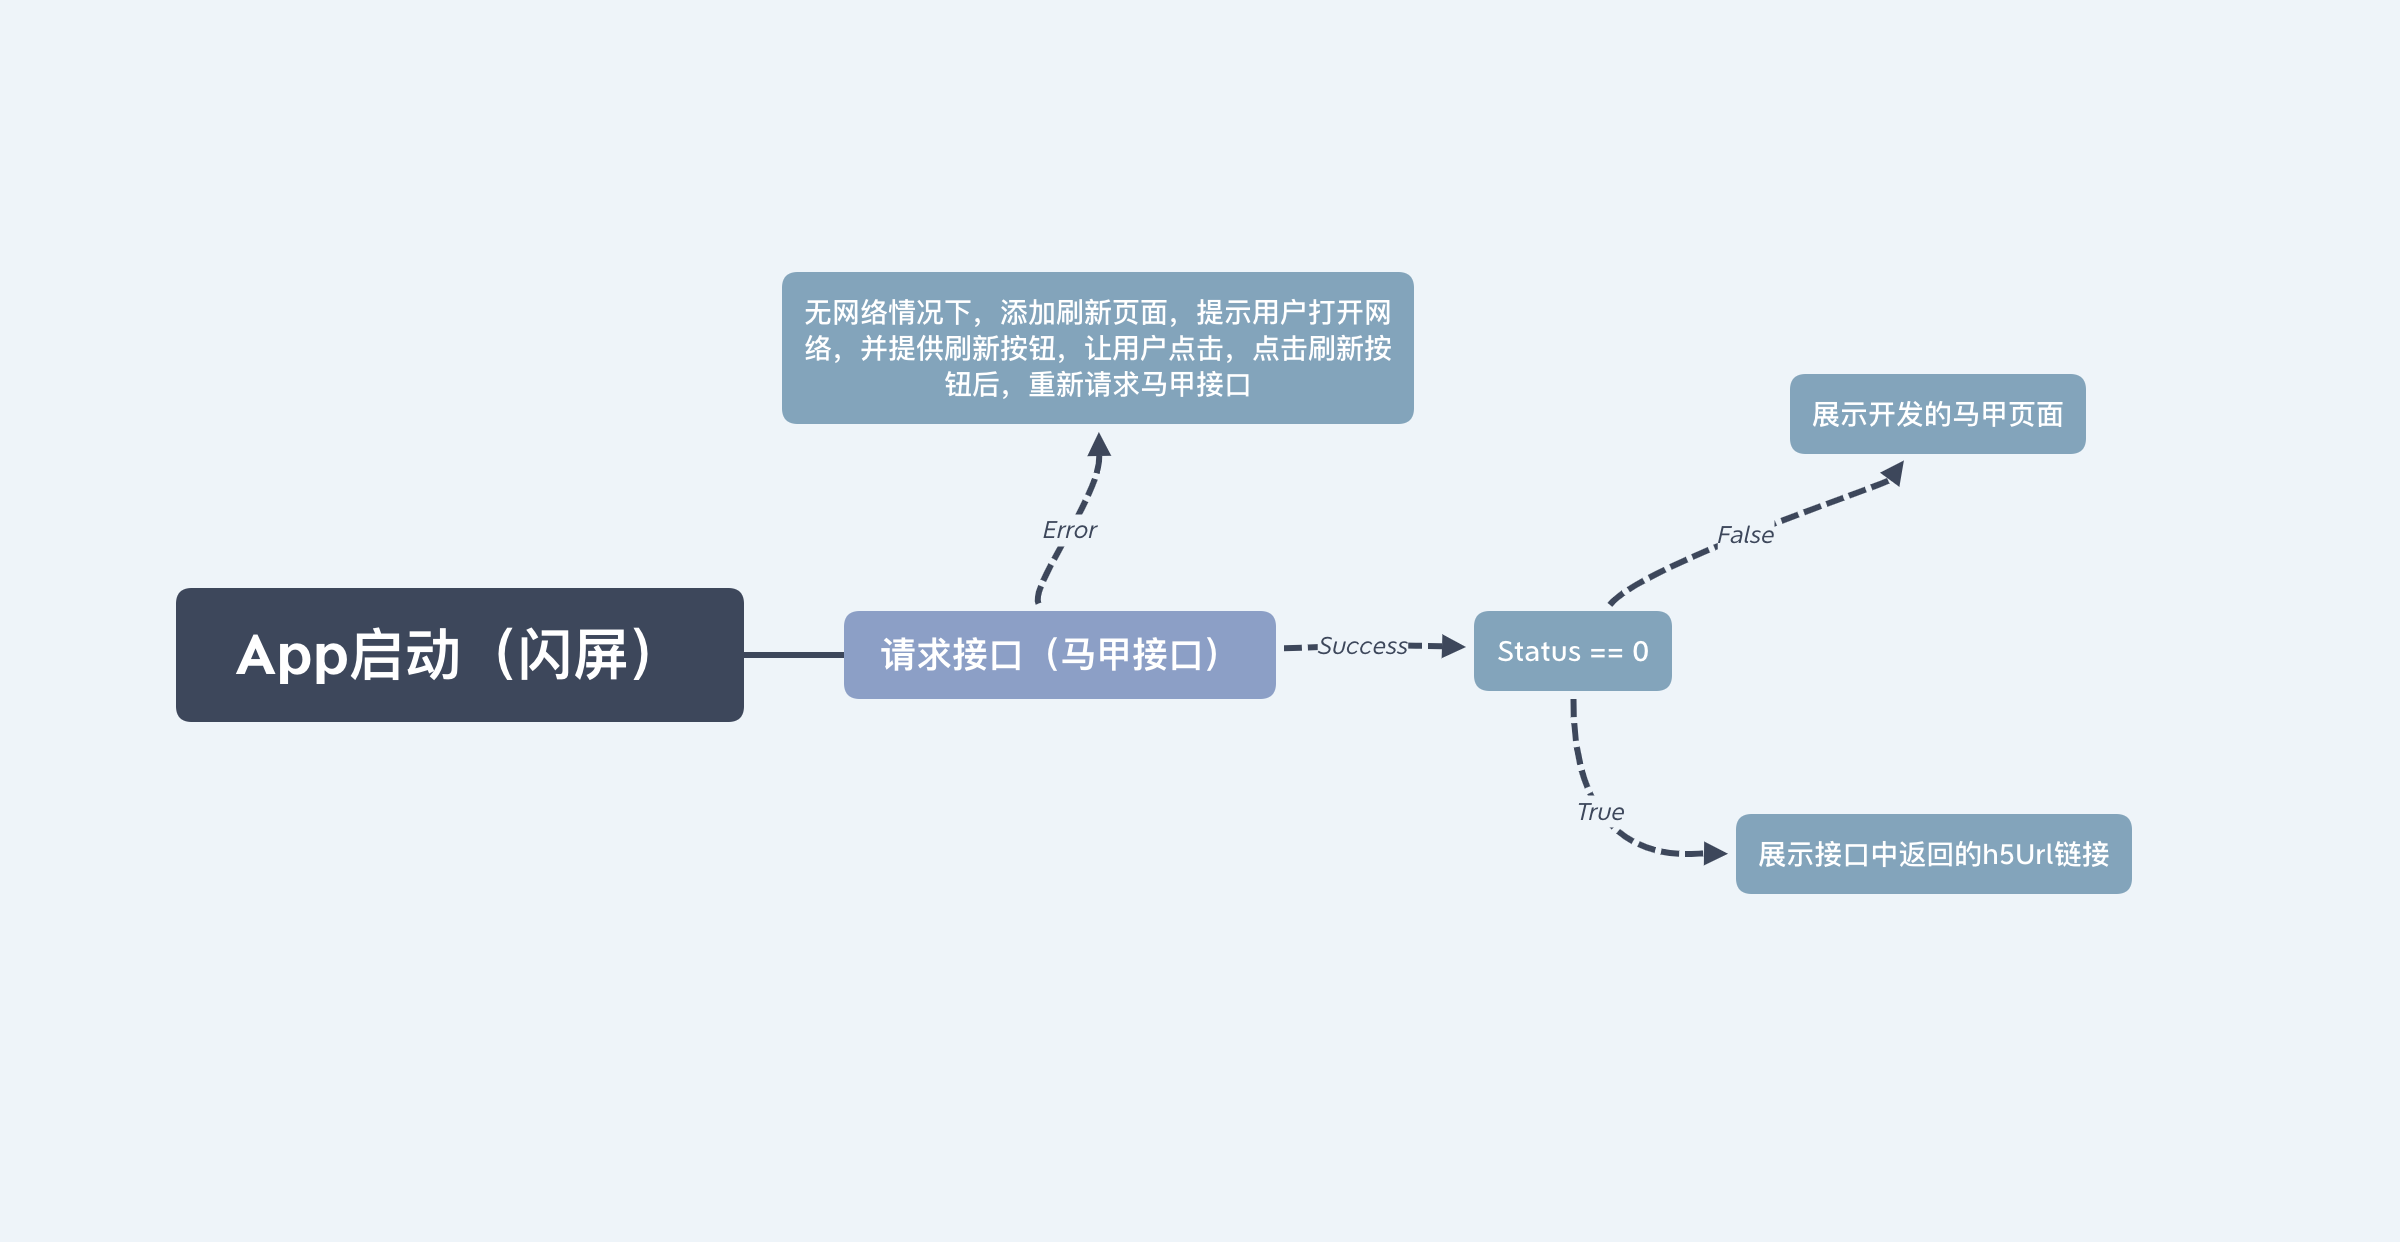 App启动（闪屏）
请求接口（马甲接口）
Error
无网络情况下，添加刷新页面，提示用户打开网
络，并提供刷新按钮，让用户点击，点击刷新按
钮后，重新请求马甲接口
Success
Status == 0
False
展示开发的马甲页面
True
展示接口中返回的h5Url链接